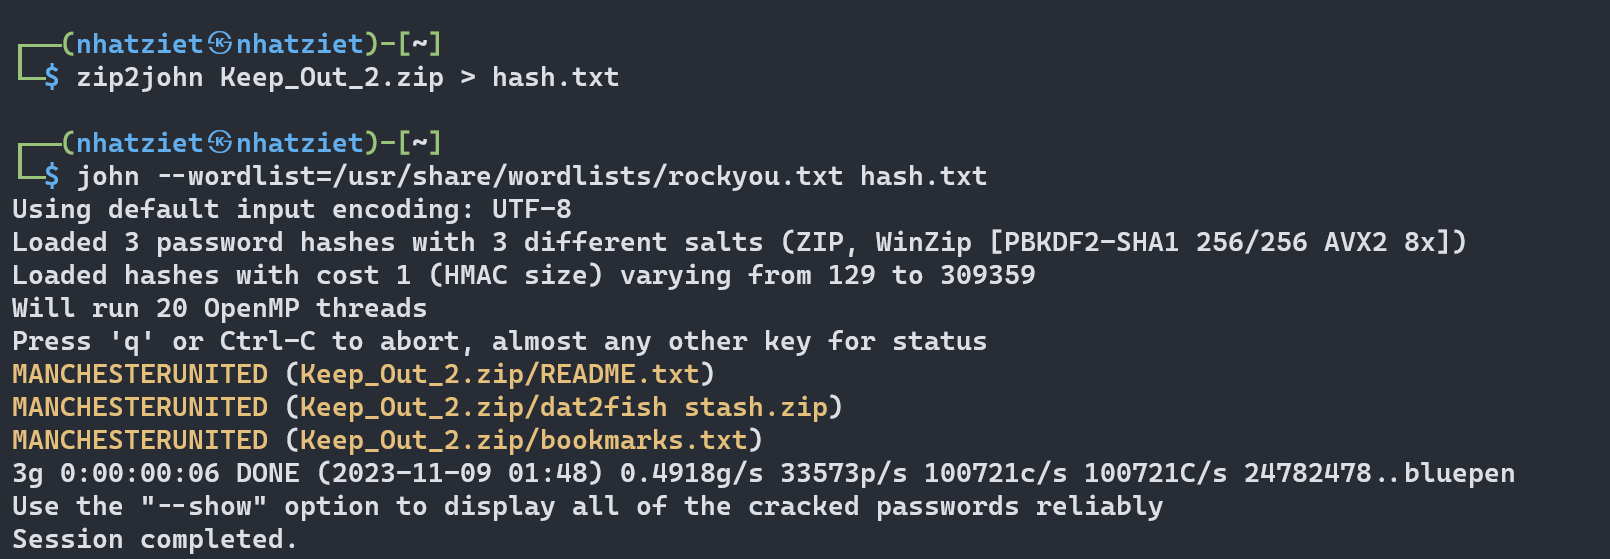 ┌──(nhatziet㉿nhatziet)-[~]
└─$ zip2john Keep_Out_2.zip > hash.txt
┌──(nhatziet㉿nhatziet)-[~]
└─$ john --wordlist=/usr/share/wordlists/rockyou.txt hash.txt
Using default input encoding: UTF-8
Loaded 3 password hashes with 3 different salts (ZIP, WinZip [PBKDF2-SHA1 256/256 AVX2 8x])
Loaded hashes with cost 1 (HMAC size) varying from 129 to 309359
Will run 20 OpenMP threads
Press 'q' or Ctrl-C to abort, almost any other key for status
MANCHESTERUNITED (Keep_Out_2.zip/README.txt)
MANCHESTERUNITED (Keep_Out_2.zip/dat2fish stash.zip)
MANCHESTERUNITED (Keep_Out_2.zip/bookmarks.txt)
3g 0:00:00:06 DONE (2023-11-09 01:48) 0.4918g/s 33573p/s 100721c/s 100721C/s 24782478..bluepen
Use the "--show" option to display all of the cracked passwords reliably
Session completed.